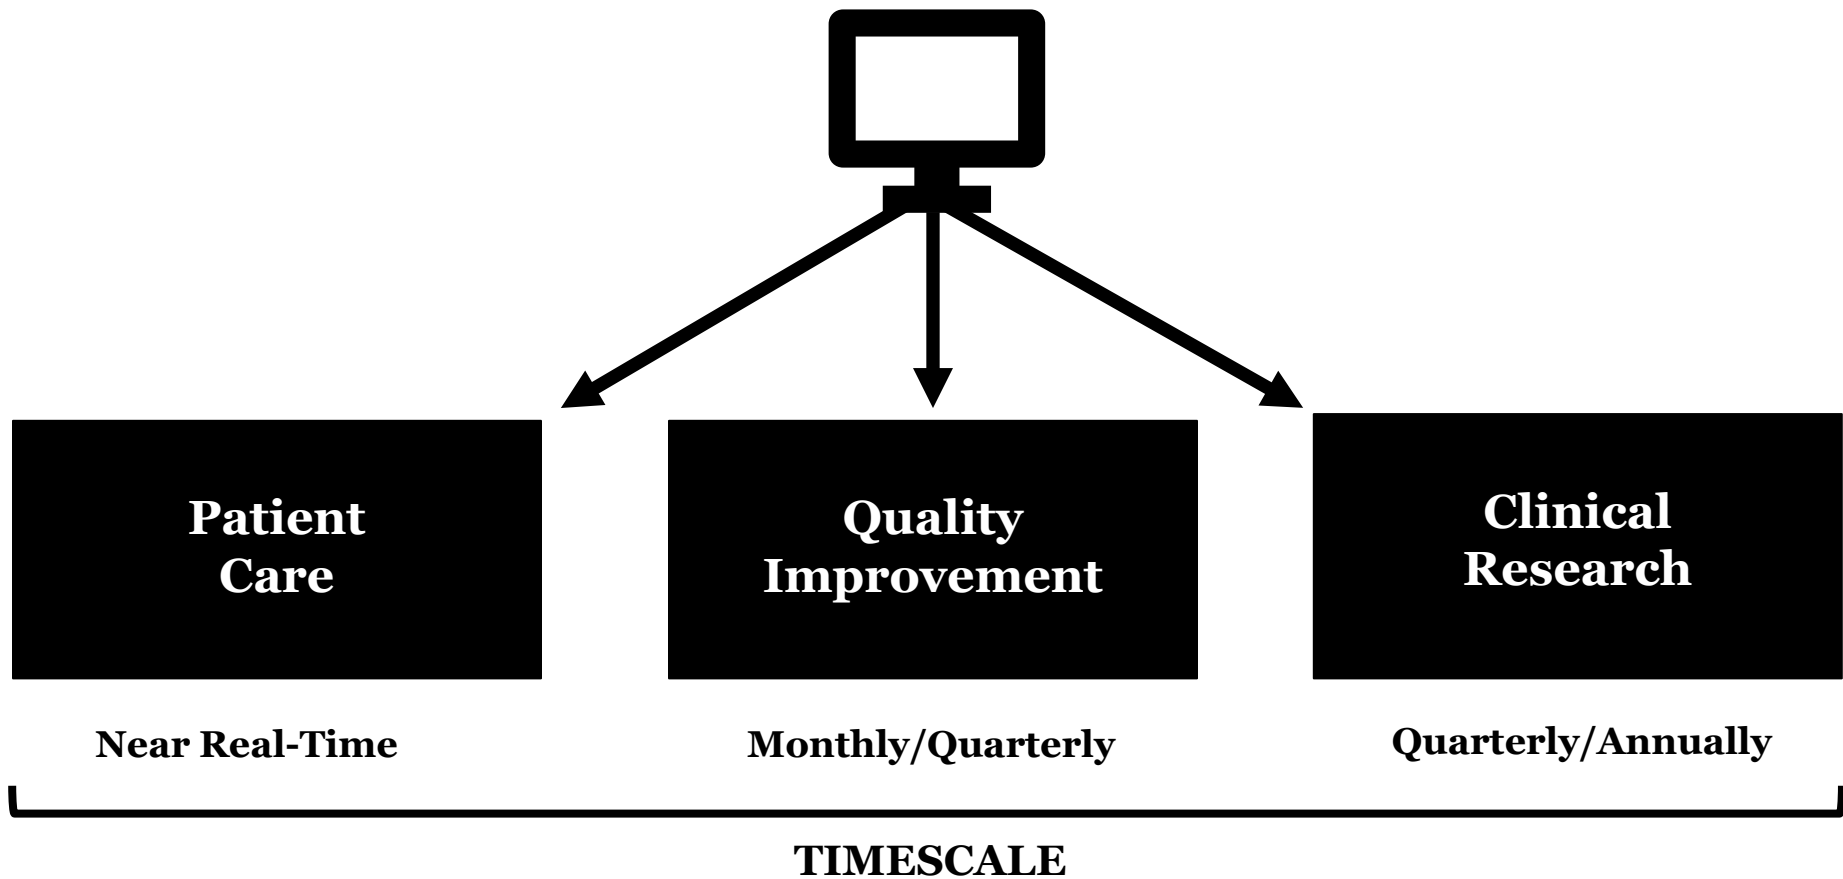 Patient
Care
Quality
Improvement
Clinical
Research
Near Real-Time
Monthly/Quarterly
Quarterly/Annually
TIMESCALE